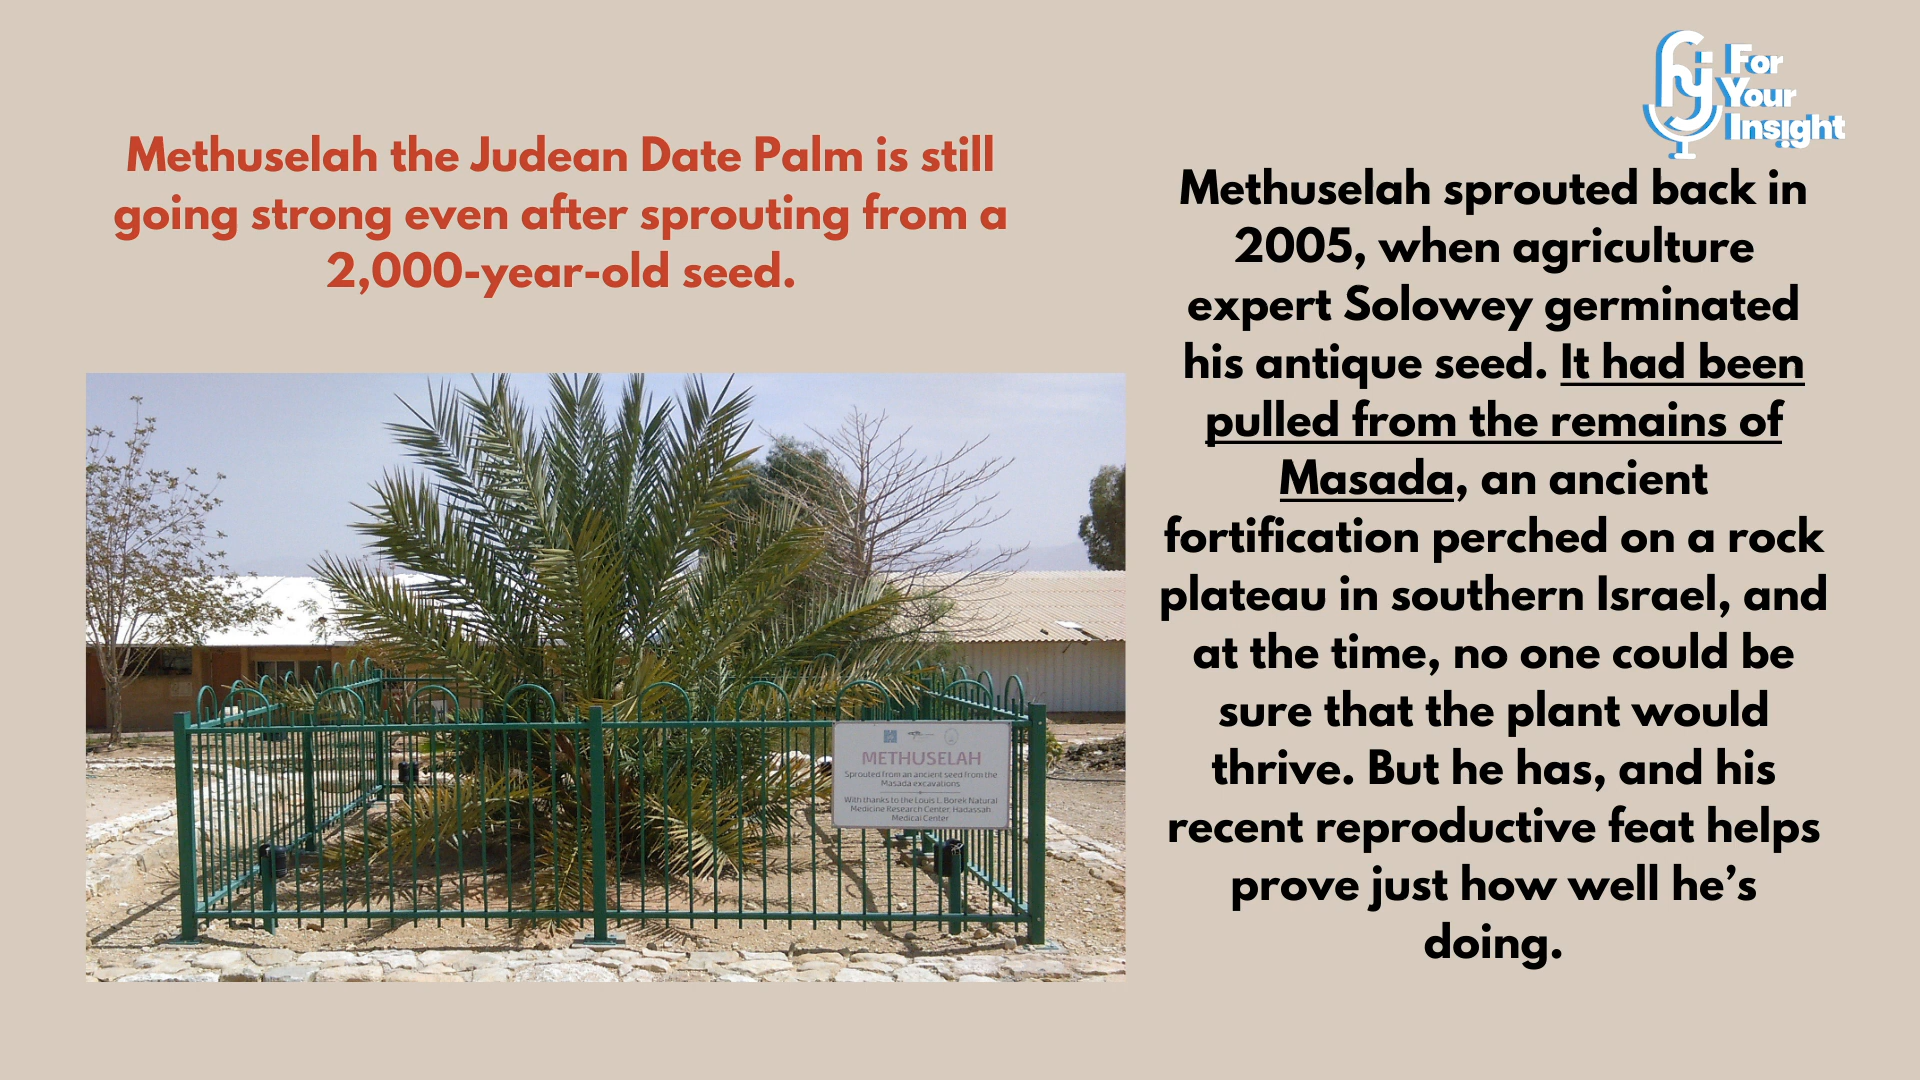 For
Your
Insight
Methuselah the Judean Date Palm is still
going strong even after sprouting from a
2,000-year-old seed.
METHUSELAH
Sprouted from an ancient seed from the
Masada excavations
With thanks to the Louis L. Borek Natural
Medicine Research Center, Hadassah
Medical Center
Methuselah sprouted back in
2005, when agriculture
expert Solowey germinated
his antique seed. It had been
pulled from the remains of
Masada, an ancient
fortification perched on a rock
plateau in southern Israel, and
at the time, no one could be
sure that the plant would
thrive. But he has, and his
recent reproductive feat helps
prove just how well he’s
doing.